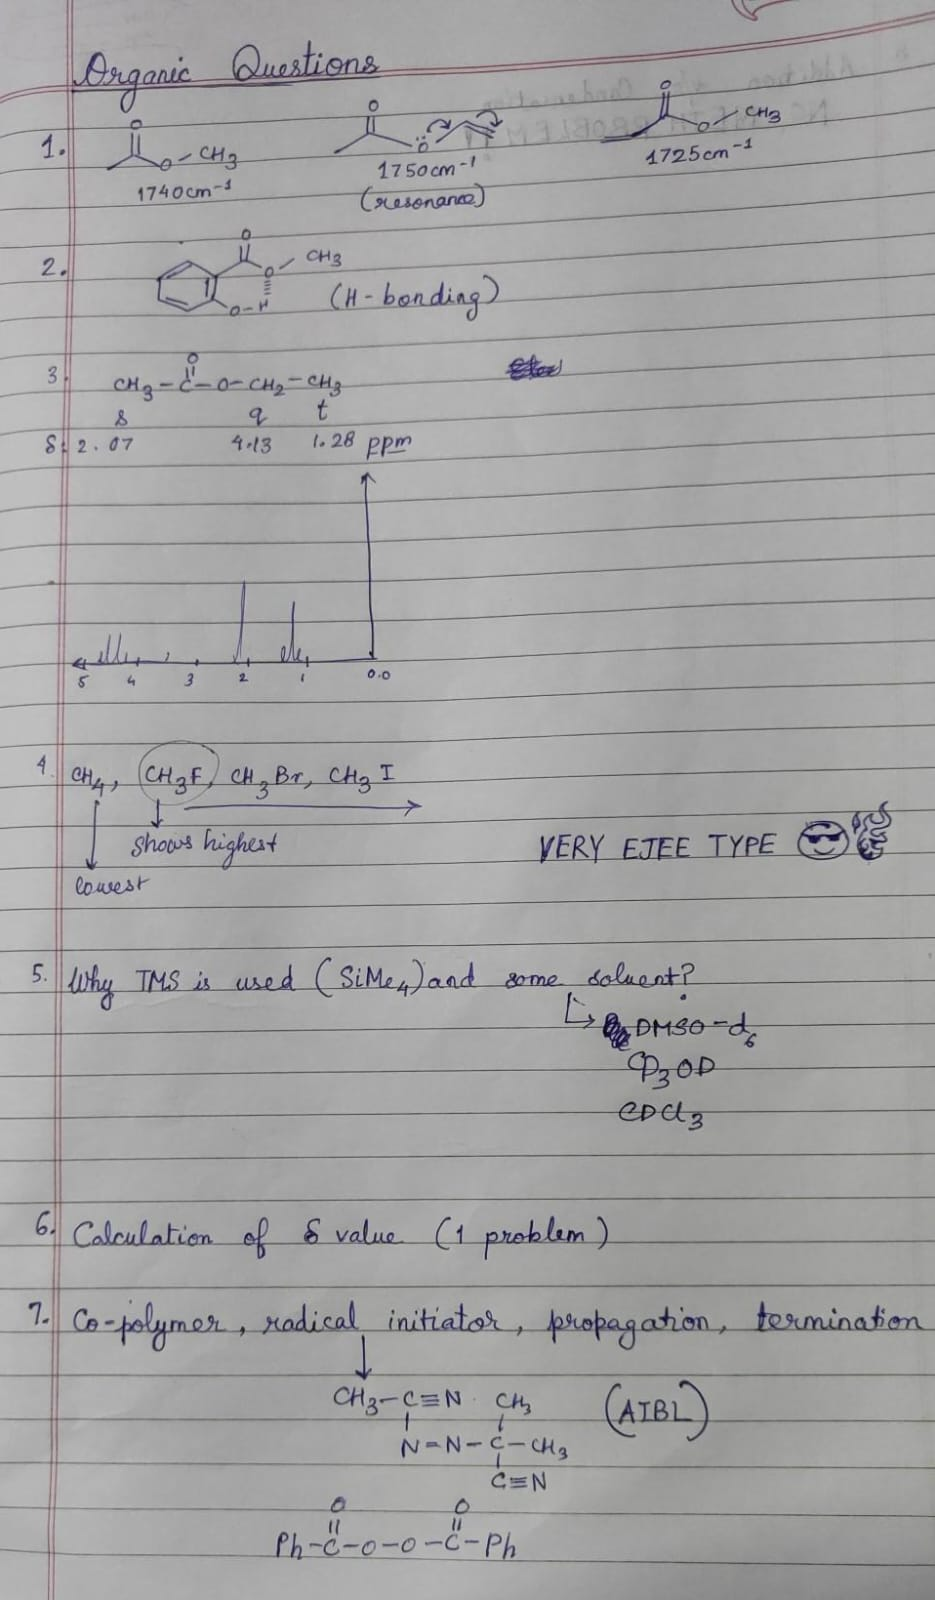 Organic Questions
1.
O
O - CH3
1740cm-1
O
Ö
1750cm-1
(resonance)
O
O CH3
1725cm-1
2.
O
O CH3
O-H
(H-bonding)
3.
O
CH3-C-O-CH2-CH3
s q t
δ: 2.07 4.13 1.28 ppm
5 4 3 2 1 0.0
4. CH4, CH3F, CH3Br, CH3I
shows highest
lowest
VERY EJEE TYPE
5. Why TMS is used (SiMe4) and some solvent?
DMSO-d6
CD3OD
CDCl3
6. Calculation of δ value (1 problem)
7. Co-polymer, radical initiator, propagation, termination
CH3-C≡N CH3
N=N-C-CH3
C≡N
(AIBL)
O O
Ph-C-O-O-C-Ph